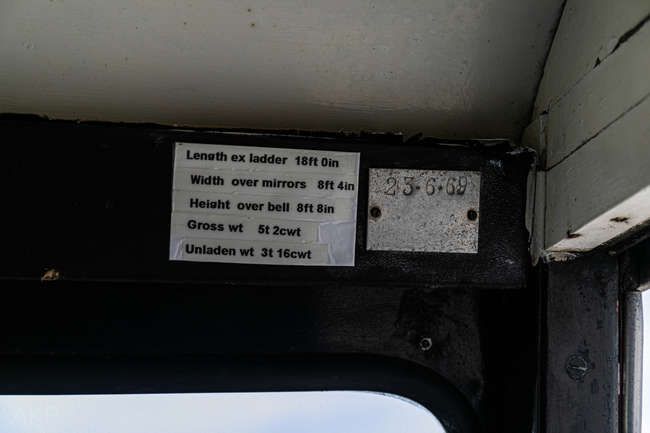 Length ex ladder 18ft 0in
Width over mirrors 8ft 4in
Height over bell 8ft 8in
Gross wt 5t 2cwt
Unladen wt 3t 16cwt
23·6·69